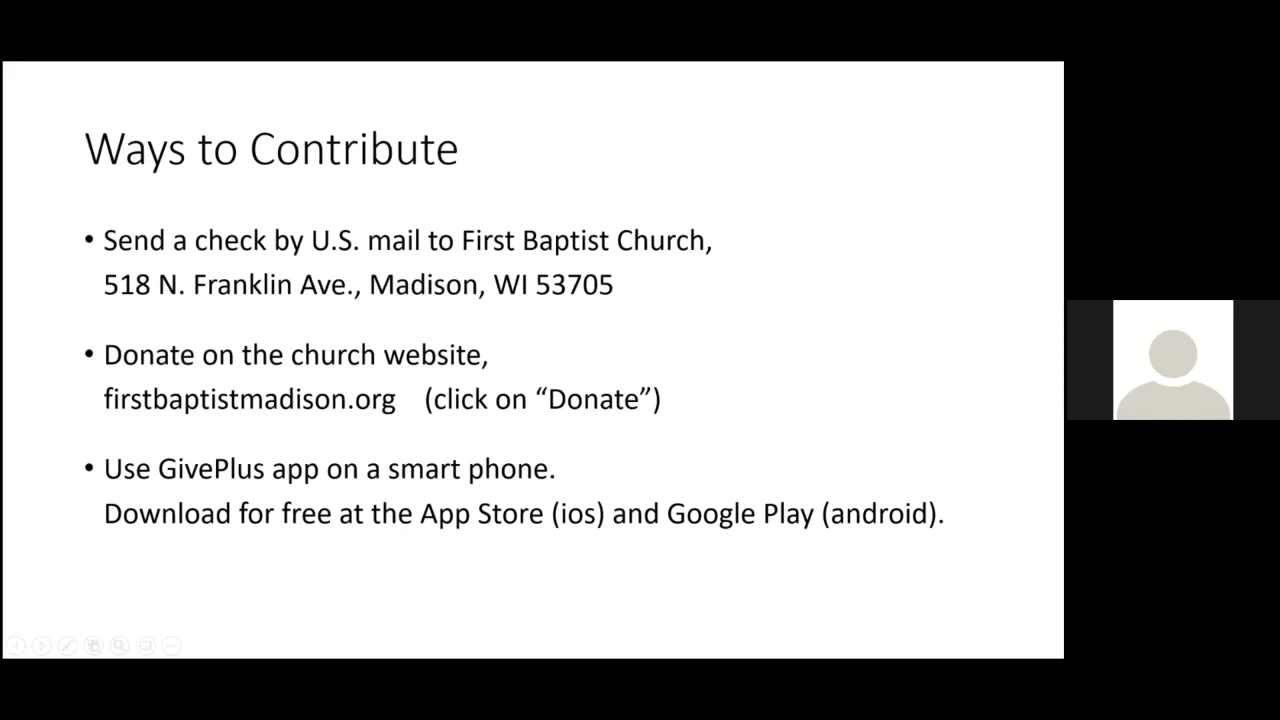 Ways to Contribute
• Send a check by U.S. mail to First Baptist Church,
518 N. Franklin Ave., Madison, WI 53705
• Donate on the church website,
firstbaptistmadison.org (click on “Donate”)
• Use GivePlus app on a smart phone.
Download for free at the App Store (ios) and Google Play (android).